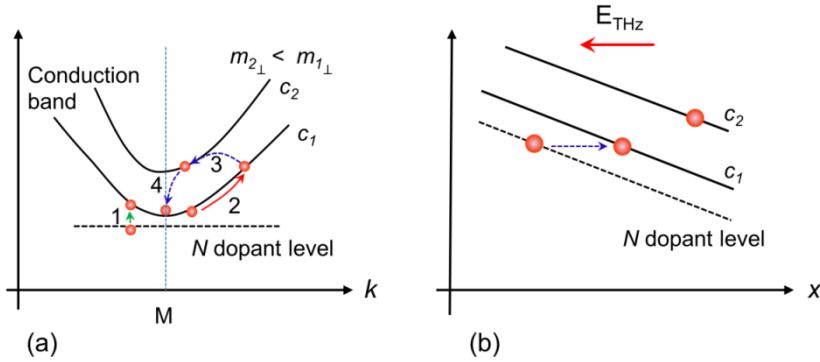 m2⊥ < m1⊥
Conduction
band
c2
c1
3
4
1
2
N dopant level
k
M
(a)
ETHz
c2
c1
N dopant level
x
(b)